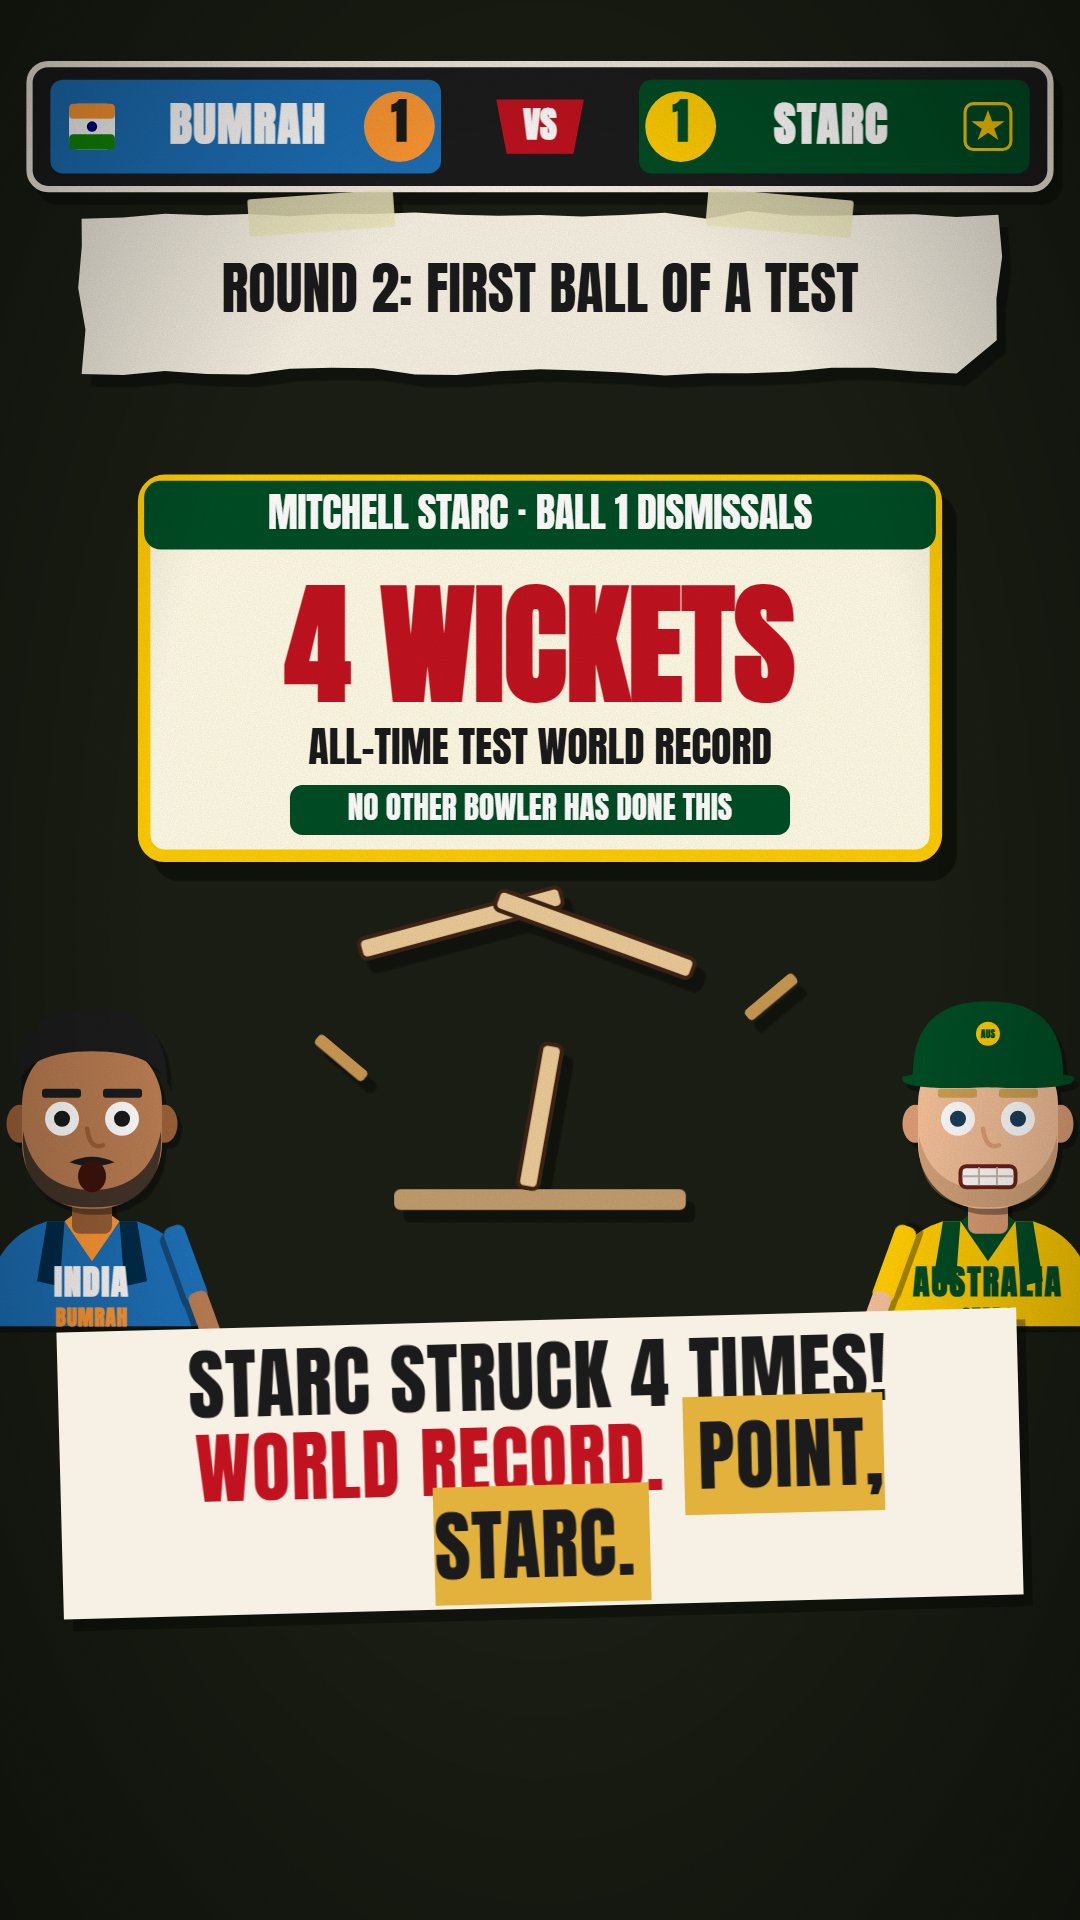 BUMRAH 1 VS 1 STARC
ROUND 2: FIRST BALL OF A TEST
MITCHELL STARC - BALL 1 DISMISSALS
4 WICKETS
ALL-TIME TEST WORLD RECORD
NO OTHER BOWLER HAS DONE THIS
AUS
INDIA
BUMRAH
AUSTRALIA
STARC STRUCK 4 TIMES!
WORLD RECORD. POINT,
STARC.